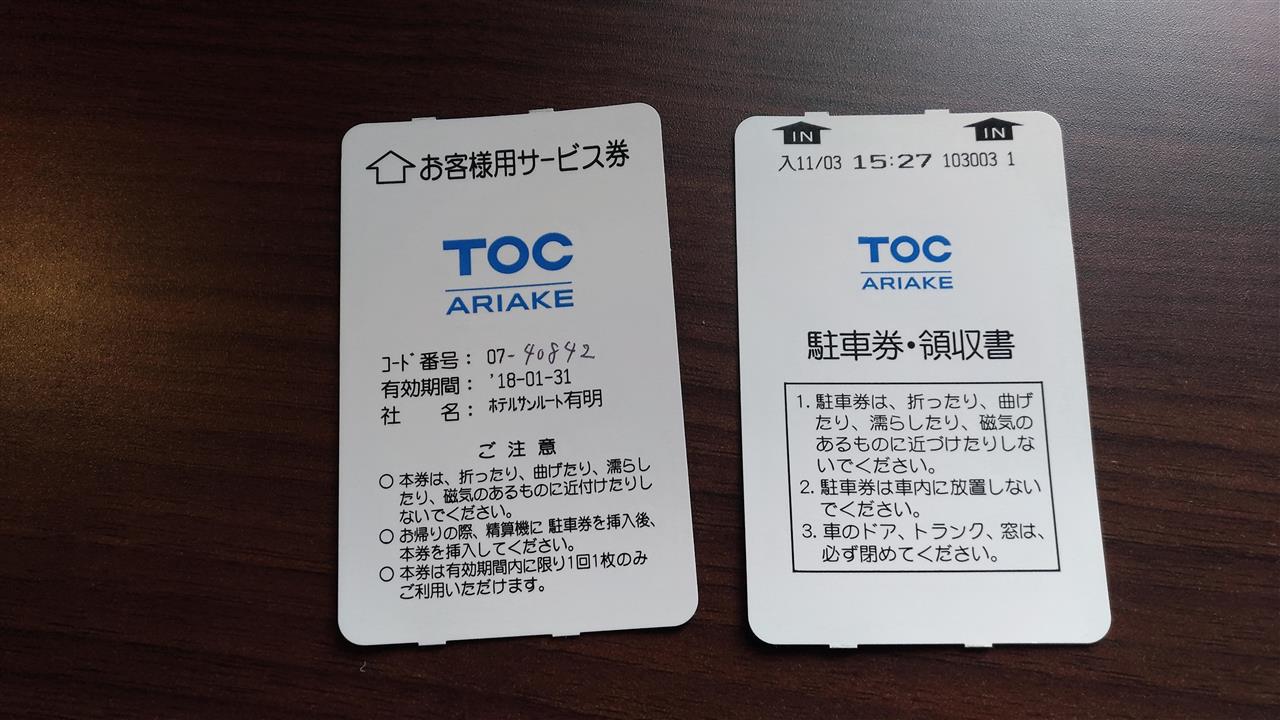 お客様用サービス券
TOC
ARIAKE
ｺｰﾄﾞ番号： 07-40842
有効期間： '18-01-31
社　　名： ﾎﾃﾙｻﾝﾙｰﾄ有明
ご 注 意
○ 本券は、折ったり、曲げたり、濡らし
たり、磁気のあるものに近付けたりし
ないでください。
○ お帰りの際、精算機に 駐車券を挿入後、
本券を挿入してください。
○ 本券は有効期間内に限り1回1枚のみ
ご利用いただけます。
IN IN
入11/03 15:27 103003 1
TOC
ARIAKE
駐車券・領収書
1. 駐車券は、折ったり、曲げ
たり、濡らしたり、磁気の
あるものに近づけたりしな
いでください。
2. 駐車券は車内に放置しない
でください。
3. 車のドア、トランク、窓は、
必ず閉めてください。